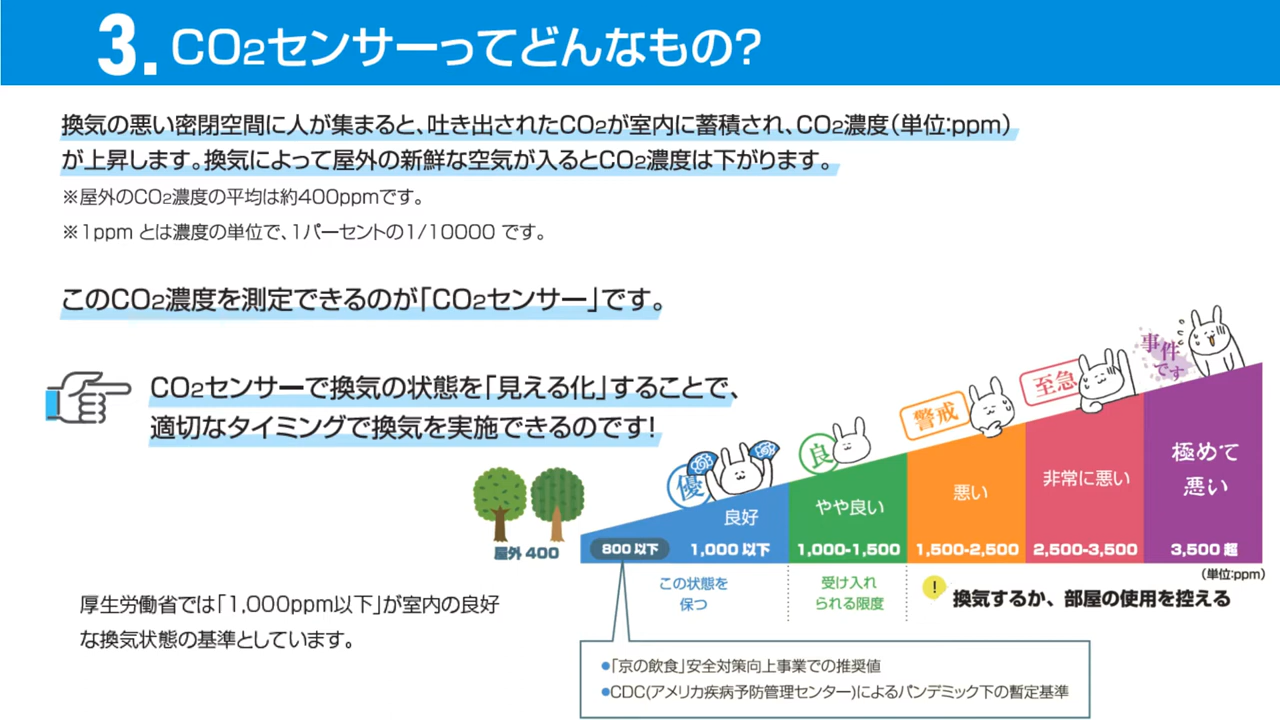 3. CO2センサーってどんなもの?
換気の悪い密閉空間に人が集まると、吐き出されたCO2が室内に蓄積され、CO2濃度(単位:ppm)
が上昇します。換気によって屋外の新鮮な空気が入るとCO2濃度は下がります。
※屋外のCO2濃度の平均は約400ppmです。
※1ppm とは濃度の単位で、1パーセントの1/10000 です。
このCO2濃度を測定できるのが「CO2センサー」です。
CO2センサーで換気の状態を「見える化」することで、
適切なタイミングで換気を実施できるのです!
優
良
警戒
至急
事件
です
良好
やや良い
悪い
非常に悪い
極めて
悪い
屋外 400
800 以下
1,000 以下
1,000-1,500
1,500-2,500
2,500-3,500
3,500 超
(単位:ppm)
この状態を
保つ
受け入れ
られる限度
! 換気するか、部屋の使用を控える
厚生労働省では「1,000ppm以下」が室内の良好
な換気状態の基準としています。
●「京の飲食」安全対策向上事業での推奨値
●CDC(アメリカ疾病予防管理センター)によるパンデミック下の暫定基準